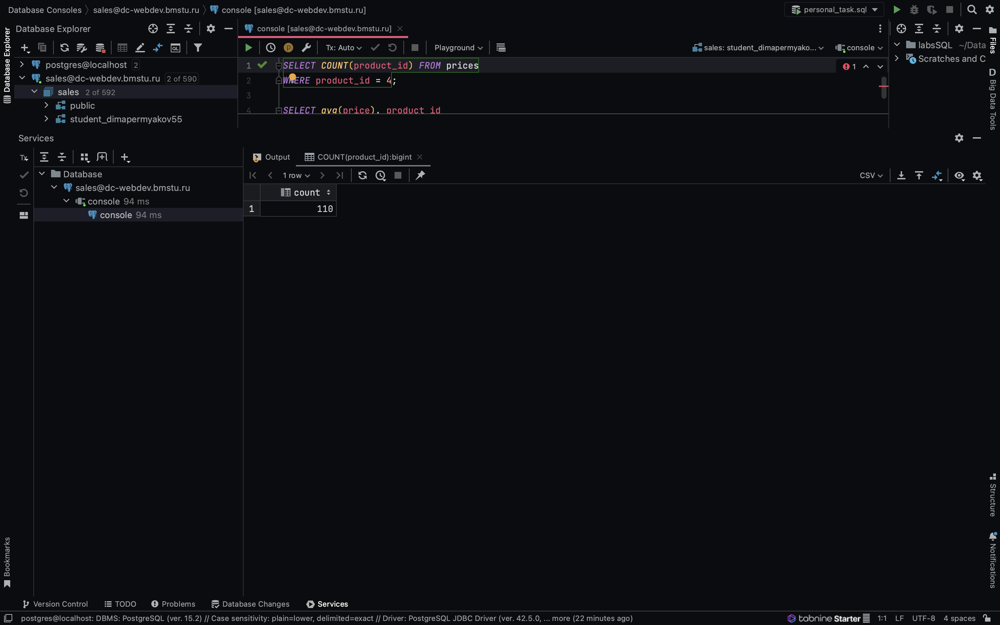 Database Consoles
sales@dc-webdev.bmstu.ru
console [sales@dc-webdev.bmstu.ru]
personal_task.sql
Database Explorer
Database Explorer
console [sales@dc-webdev.bmstu.ru]
QL
p
Tx: Auto
Playground
sales: student_dimapermyako...
console
postgres@localhost 2
sales@dc-webdev.bmstu.ru 2 of 590
sales 2 of 592
public
student_dimapermyakov55
1 SELECT COUNT(product_id) FROM prices
2 WHERE product_id = 4;
3
4 SELECT avg(price), product_id
1
labsSQL ~/Data
Scratches and C
Files
D Big Data Tools
Services
Tx
Database
sales@dc-webdev.bmstu.ru
console 94 ms
console 94 ms
Output
COUNT(product_id):bigint
1 row
CSV
count
1 110
Structure
Notifications
Bookmarks
Version Control
TODO
Problems
Database Changes
Services
postgres@localhost: DBMS: PostgreSQL (ver. 15.2) // Case sensitivity: plain=lower, delimited=exact // Driver: PostgreSQL JDBC Driver (ver. 42.5.0, ... more (22 minutes ago)
tabnine Starter
1:1
LF
UTF-8
4 spaces